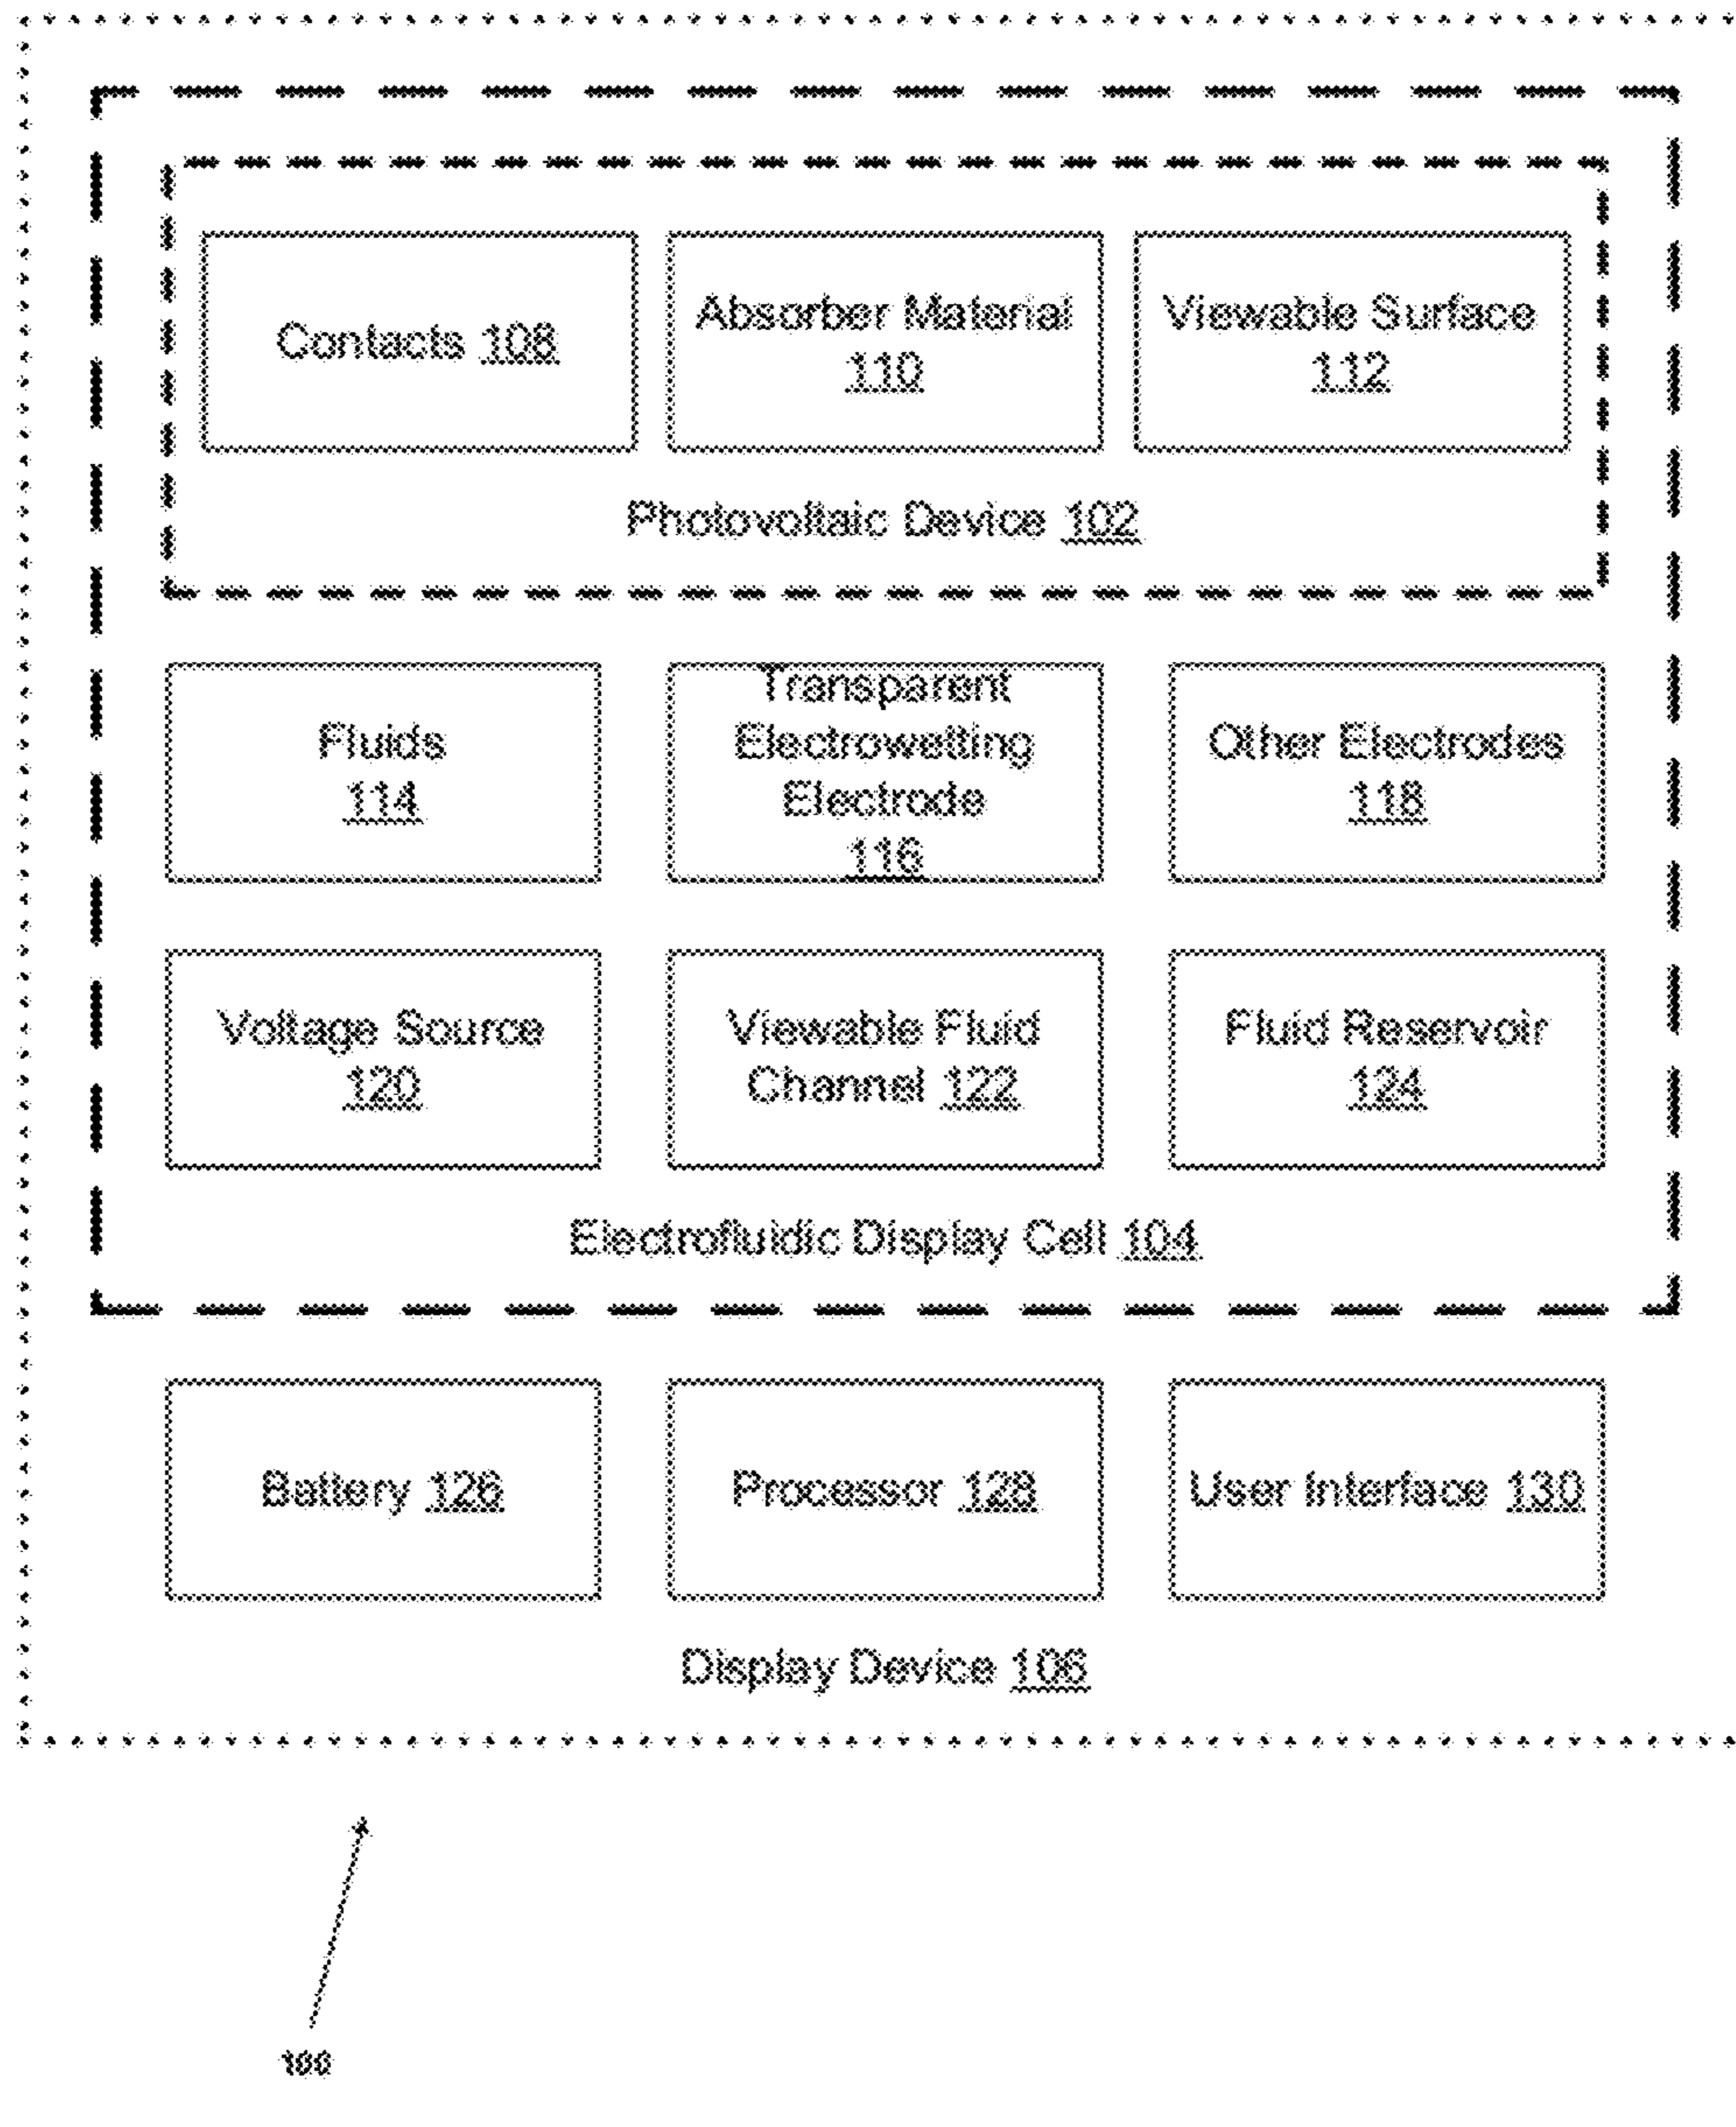 Contacts 108
Absorber Material
110
Viewable Surface
112
Photovoltaic Device 102
Fluids
114
Transparent
Electrowetting
Electrode
116
Other Electrodes
118
Voltage Source
120
Viewable Fluid
Channel 122
Fluid Reservoir
124
Electrofluidic Display Cell 104
Battery 126
Processor 128
User Interface 130
Display Device 106
100